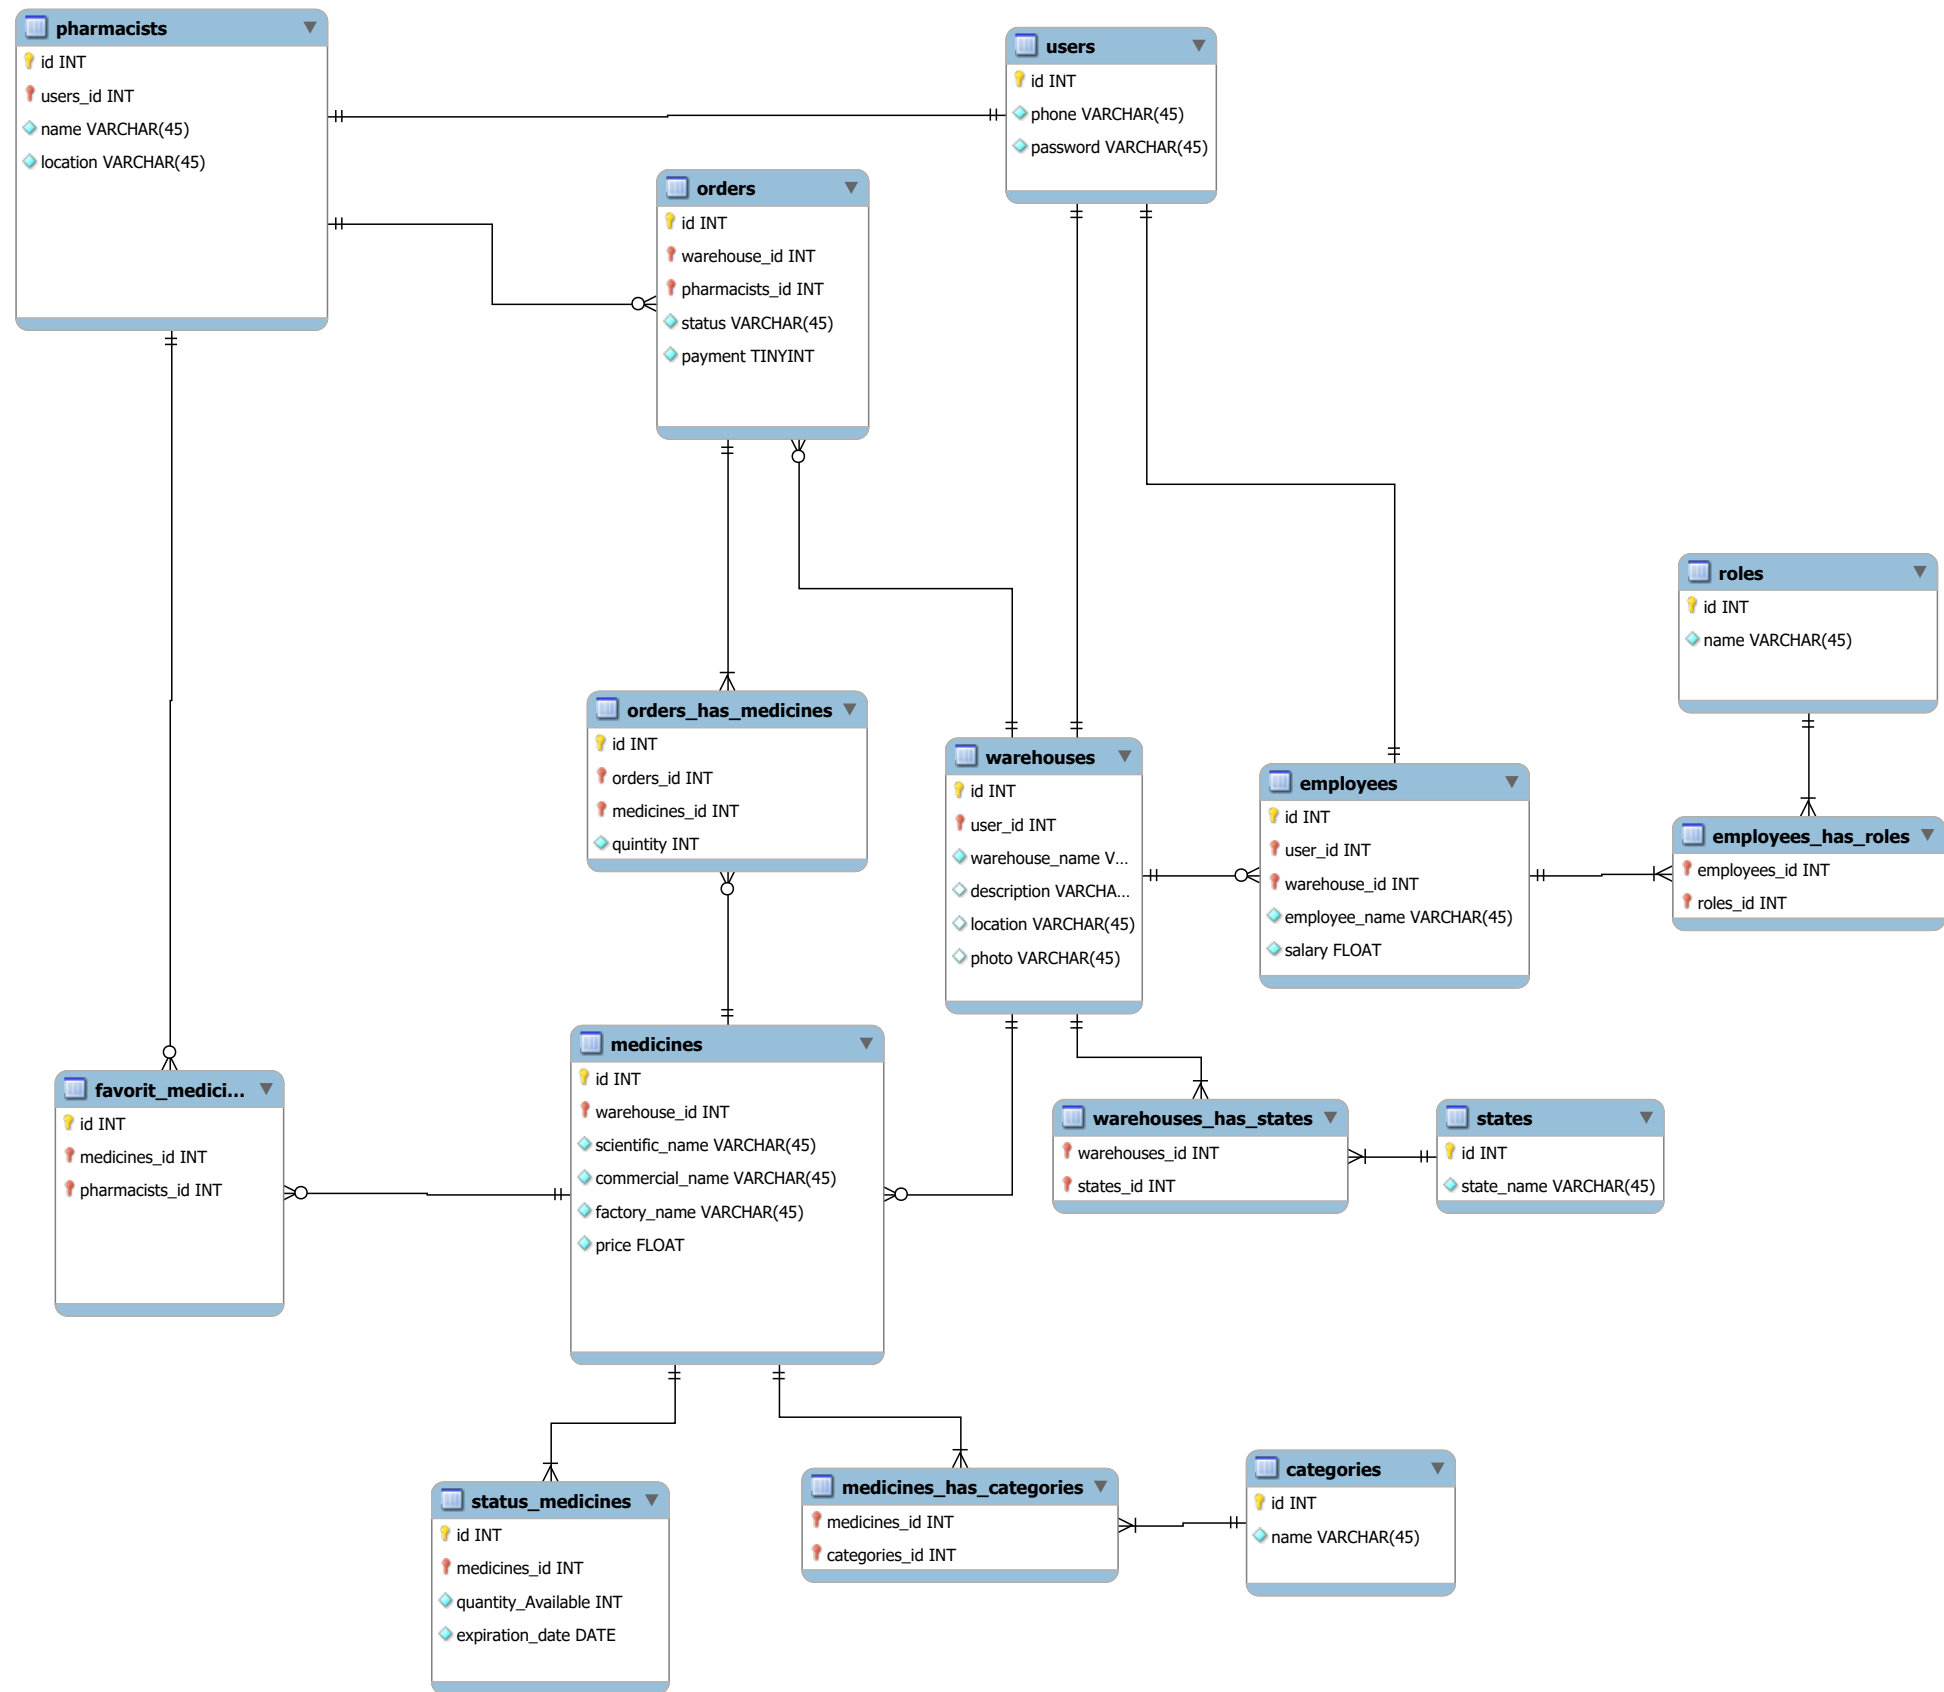 pharmacists
id INT
users_id INT
name VARCHAR(45)
location VARCHAR(45)
users
id INT
phone VARCHAR(45)
password VARCHAR(45)
orders
id INT
warehouse_id INT
pharmacists_id INT
status VARCHAR(45)
payment TINYINT
roles
id INT
name VARCHAR(45)
orders_has_medicines
id INT
orders_id INT
medicines_id INT
quintity INT
warehouses
id INT
user_id INT
warehouse_name V...
description VARCHA...
location VARCHAR(45)
photo VARCHAR(45)
employees
id INT
user_id INT
warehouse_id INT
employee_name VARCHAR(45)
salary FLOAT
employees_has_roles
employees_id INT
roles_id INT
favorit_medici...
id INT
medicines_id INT
pharmacists_id INT
medicines
id INT
warehouse_id INT
scientific_name VARCHAR(45)
commercial_name VARCHAR(45)
factory_name VARCHAR(45)
price FLOAT
warehouses_has_states
warehouses_id INT
states_id INT
states
id INT
state_name VARCHAR(45)
status_medicines
id INT
medicines_id INT
quantity_Available INT
expiration_date DATE
medicines_has_categories
medicines_id INT
categories_id INT
categories
id INT
name VARCHAR(45)